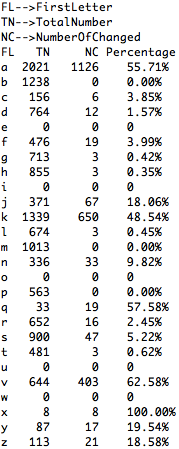 FL-->FirstLetter
TN-->TotalNumber
NC-->NumberOfChanged
FL TN NC Percentage
a 2021 1126 55.71%
b 1238 0 0.00%
c 156 6 3.85%
d 764 12 1.57%
e 0 0 0%
f 476 19 3.99%
g 713 3 0.42%
h 855 3 0.35%
i 0 0 0%
j 371 67 18.06%
k 1339 650 48.54%
l 674 3 0.45%
m 1013 0 0.00%
n 336 33 9.82%
o 0 0 0%
p 563 0 0.00%
q 33 19 57.58%
r 652 16 2.45%
s 900 47 5.22%
t 481 3 0.62%
u 0 0 0%
v 644 403 62.58%
w 0 0 0%
x 8 8 100.00%
y 87 17 19.54%
z 113 21 18.58%